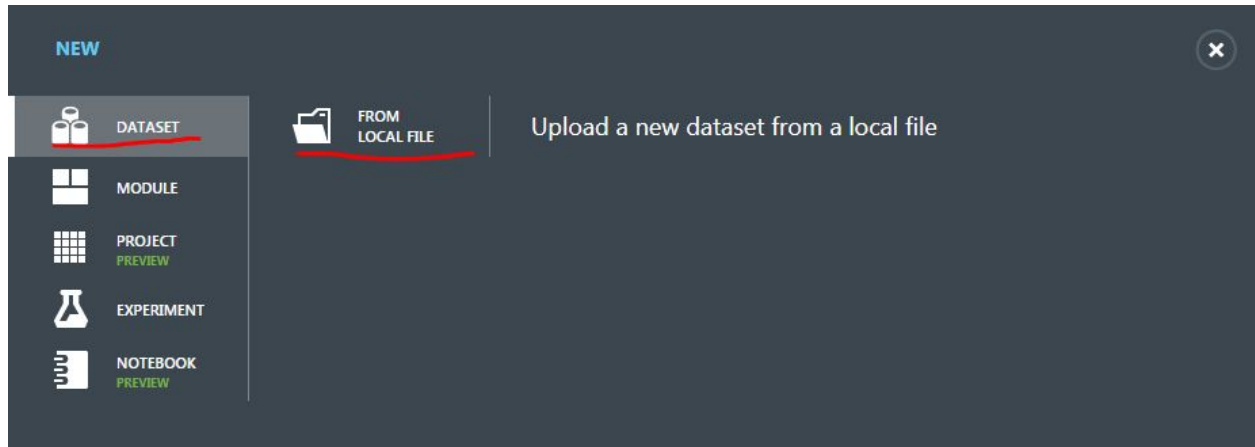 NEW
DATASET
FROM
LOCAL FILE
Upload a new dataset from a local file
MODULE
PROJECT
PREVIEW
EXPERIMENT
NOTEBOOK
PREVIEW